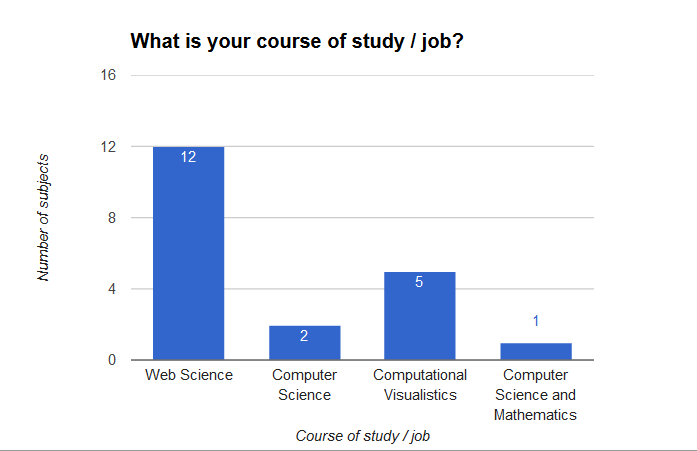 What is your course of study / job?
Number of subjects
16
12
8
4
0
12
2
5
1
Web Science
Computer
Science
Computational
Visualistics
Computer
Science and
Mathematics
Course of study / job